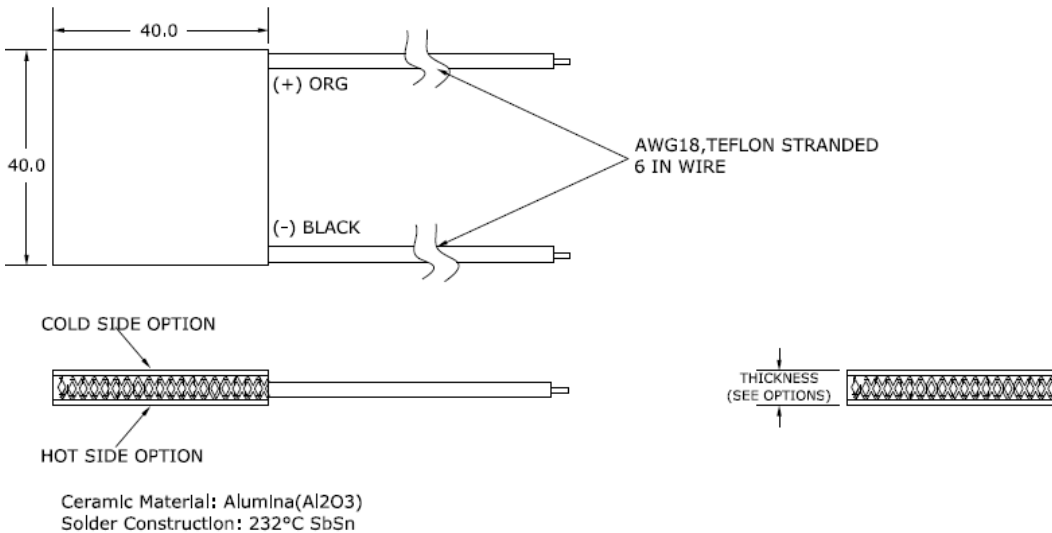 40.0
(+) ORG
40.0
AWG18,TEFLON STRANDED
6 IN WIRE
(-) BLACK
COLD SIDE OPTION
THICKNESS
(SEE OPTIONS)
HOT SIDE OPTION
Ceramic Material: Alumina(Al2O3)
Solder Construction: 232°C SbSn